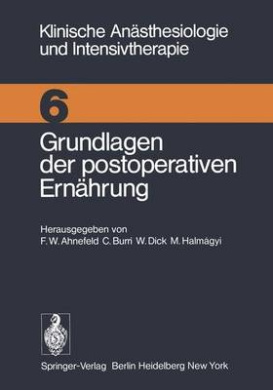 Klinische Anästhesiologie
und Intensivtherapie
6
Grundlagen
der postoperativen
Ernährung
Herausgegeben von
F. W. Ahnefeld C. Burri W. Dick M. Halmágyi
Springer-Verlag Berlin Heidelberg New York